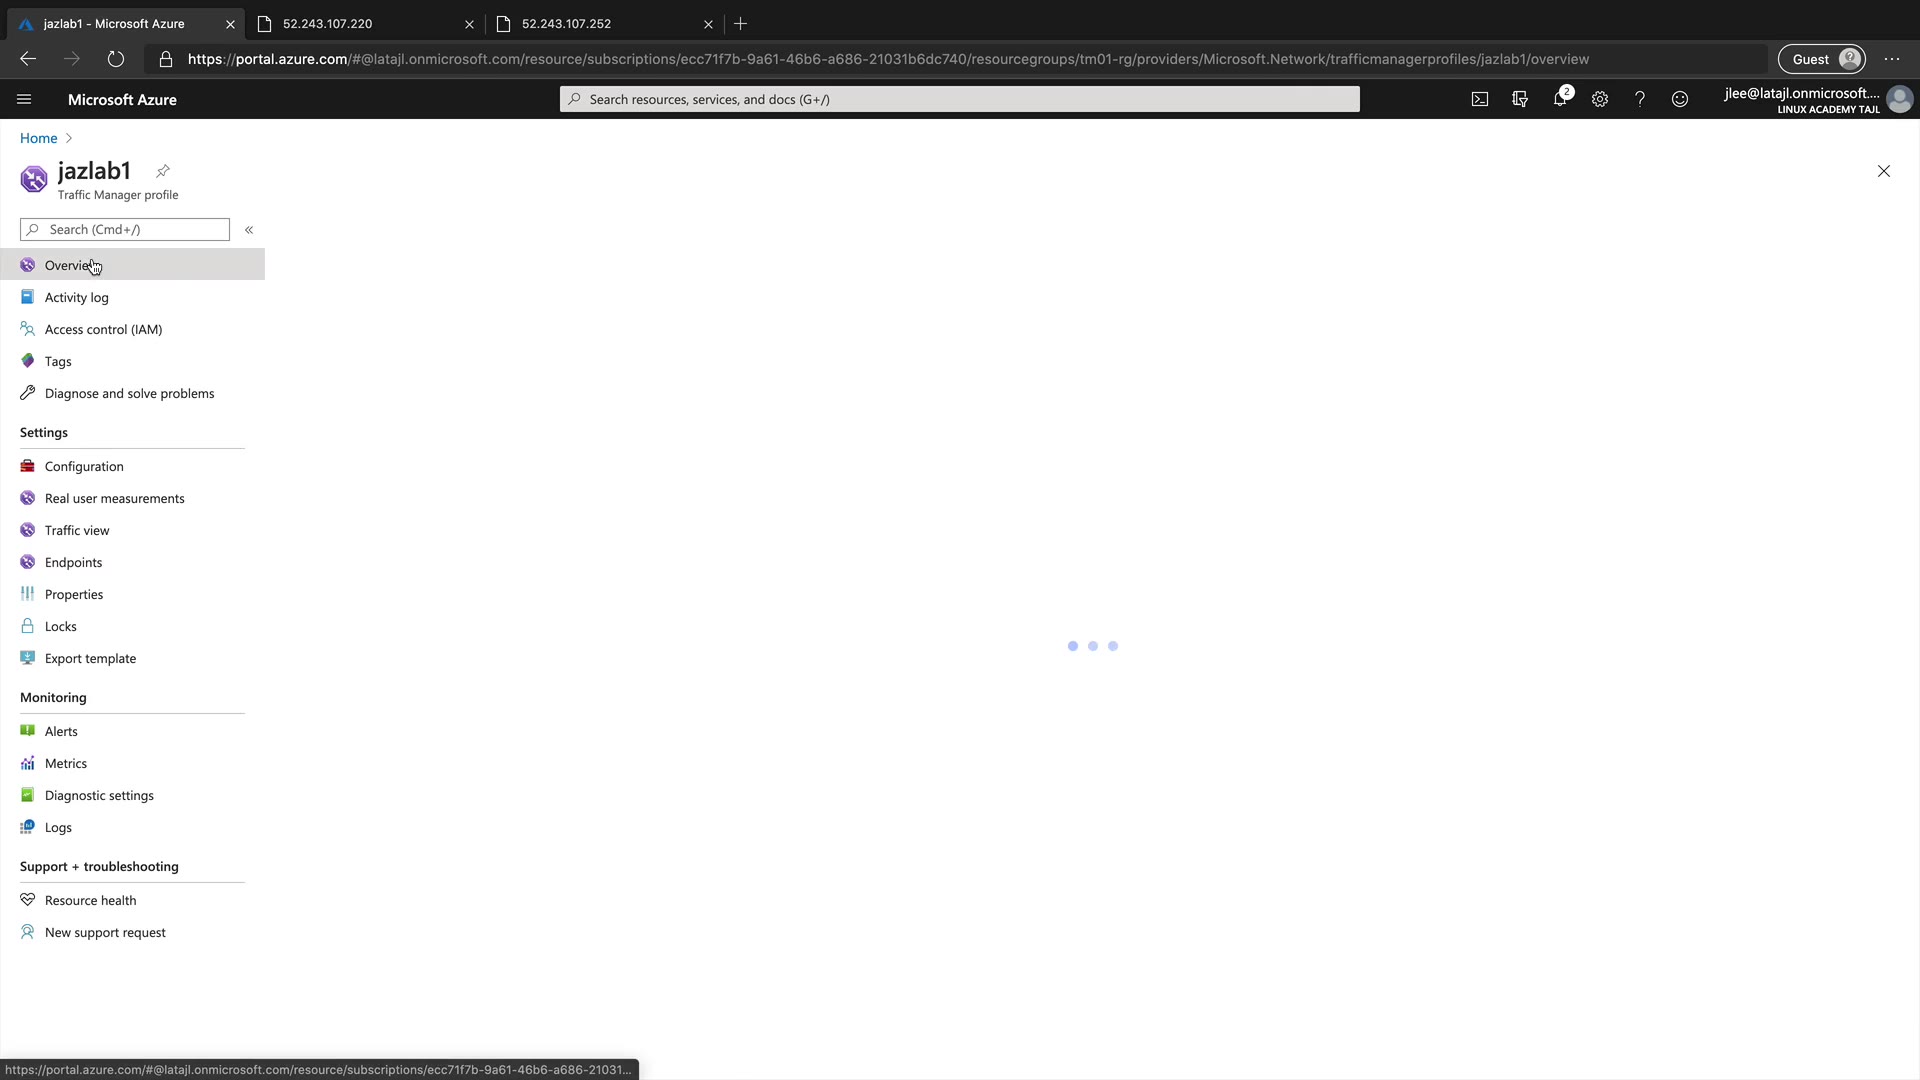 jazlab1 - Microsoft Azure
52.243.107.220
52.243.107.252
https://portal.azure.com/#@latajl.onmicrosoft.com/resource/subscriptions/ecc71f7b-9a61-46b6-a686-21031b6dc740/resourcegroups/tm01-rg/providers/Microsoft.Network/trafficmanagerprofiles/jazlab1/overview
Guest
Microsoft Azure
Search resources, services, and docs (G+/)
2
jlee@latajl.onmicrosoft....
LINUX ACADEMY TAJL
Home
jazlab1
Traffic Manager profile
Search (Cmd+/)
«
Overview
Activity log
Access control (IAM)
Tags
Diagnose and solve problems
Settings
Configuration
Real user measurements
Traffic view
Endpoints
Properties
Locks
Export template
Monitoring
Alerts
Metrics
Diagnostic settings
Logs
Support + troubleshooting
Resource health
New support request
https://portal.azure.com/#@latajl.onmicrosoft.com/resource/subscriptions/ecc71f7b-9a61-46b6-a686-21031...